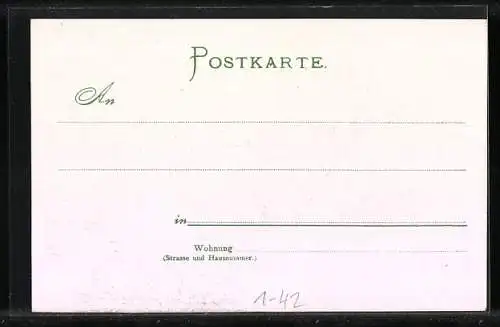 POSTKARTE.
An
in
Wohnung
(Strasse und Hausnummer.)
1-42